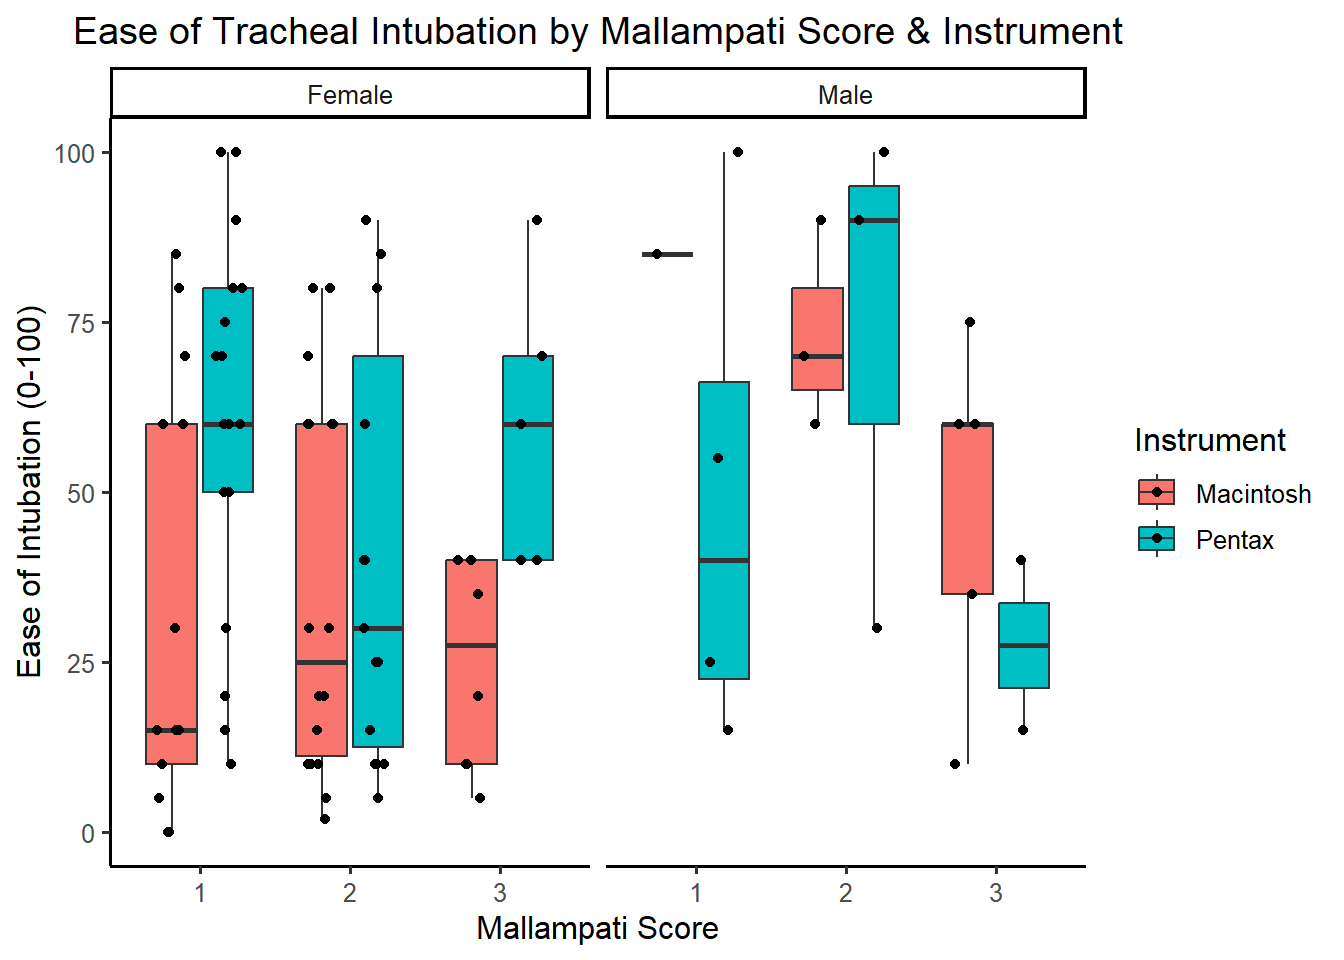 Ease of Tracheal Intubation by Mallampati Score & Instrument
Female
Male
Ease of Intubation (0-100)
100
75
50
25
0
1
2
3
1
2
3
Mallampati Score
Instrument
Macintosh
Pentax